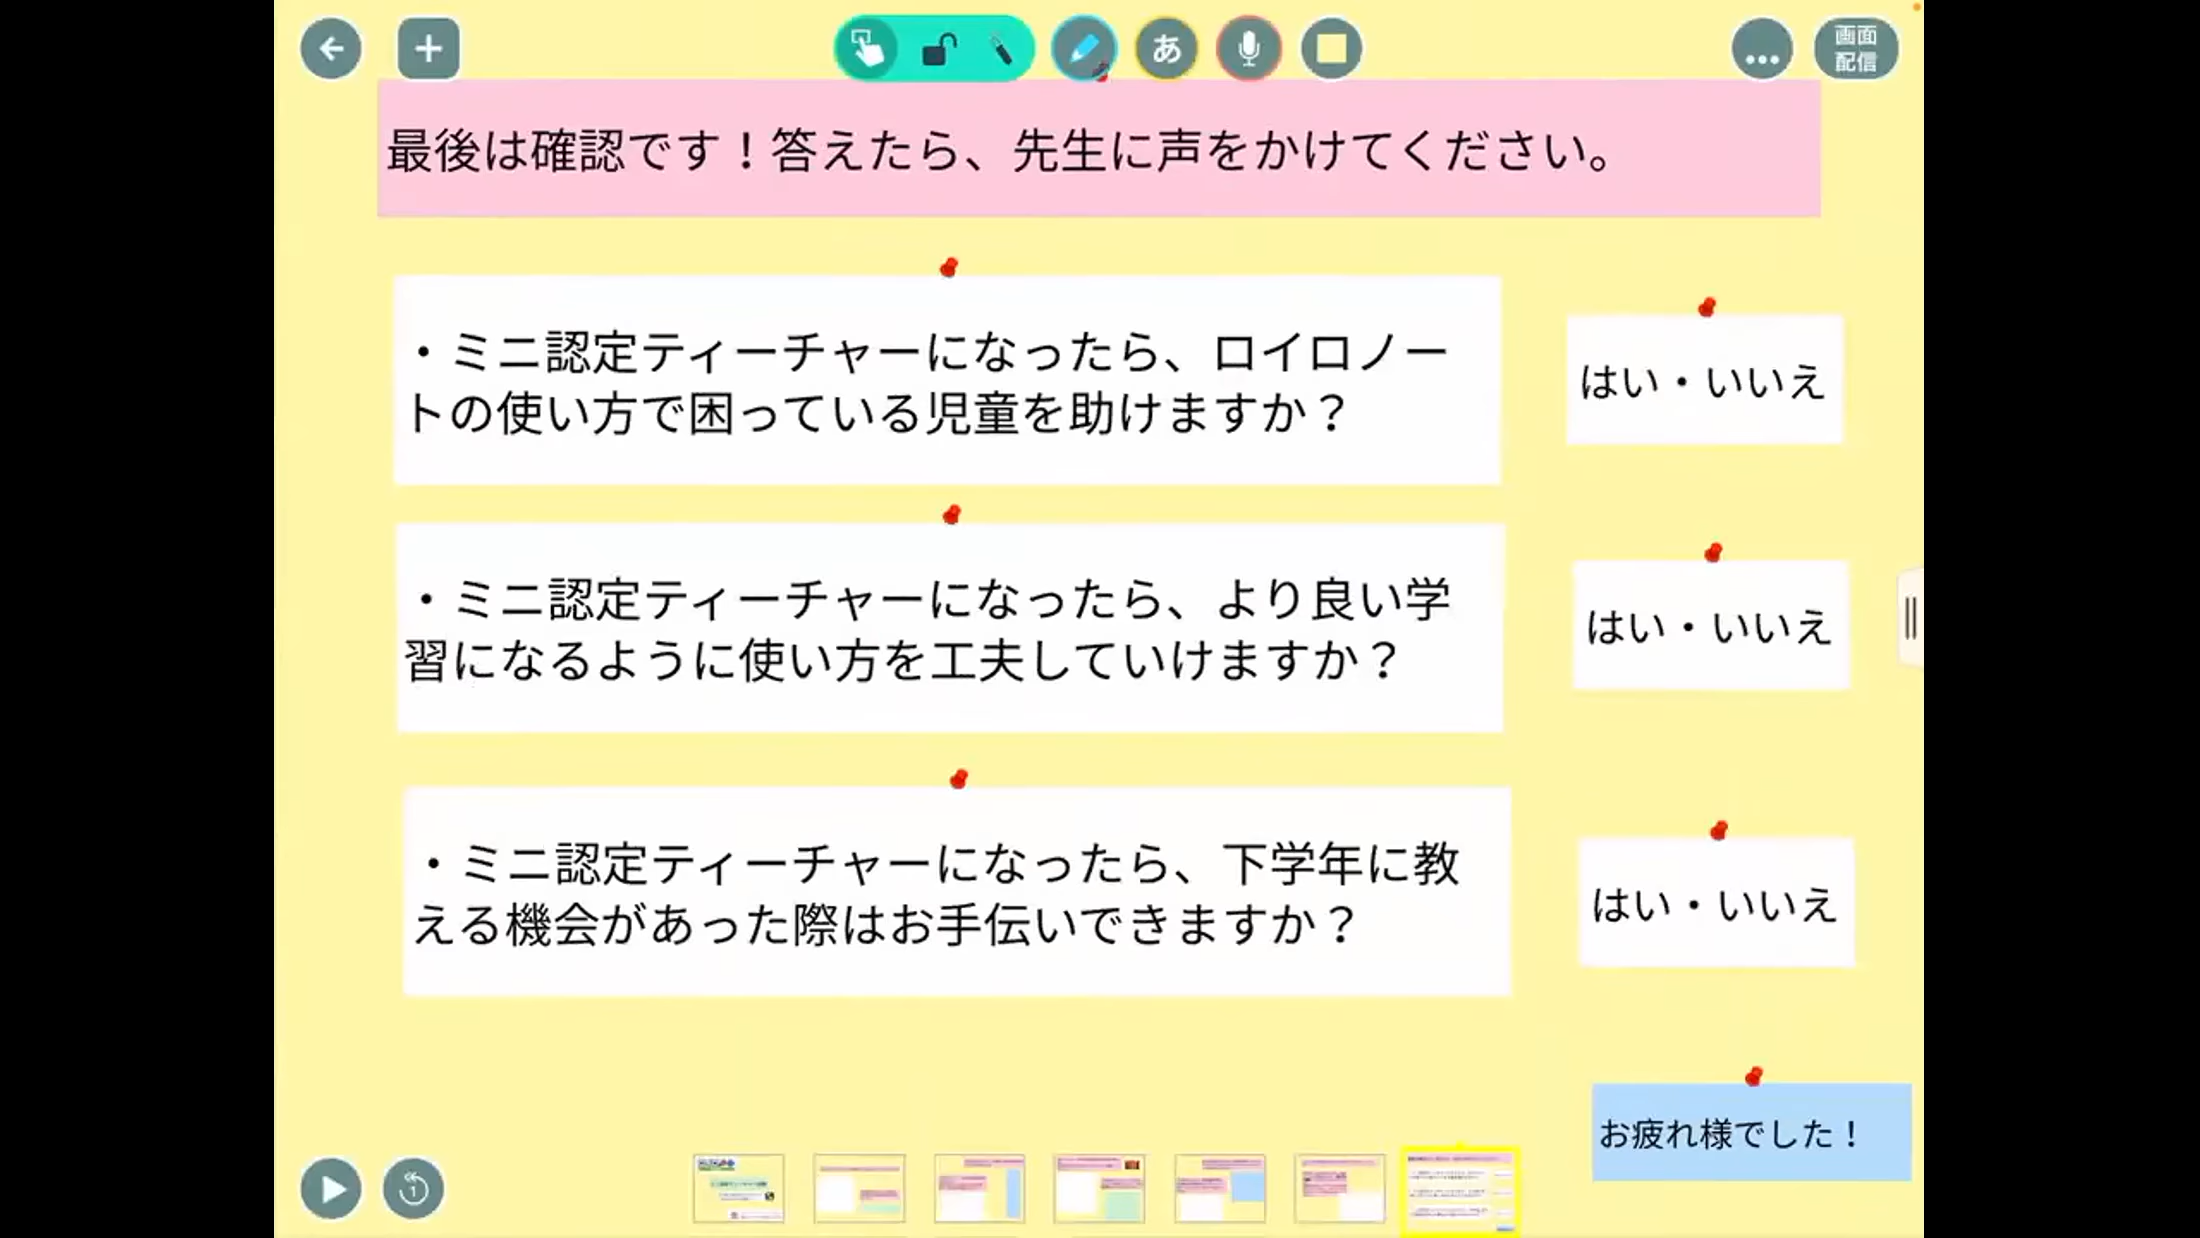 あ
画面
配信
最後は確認です！答えたら、先生に声をかけてください。
・ミニ認定ティーチャーになったら、ロイロノー
トの使い方で困っている児童を助けますか？
はい・いいえ
・ミニ認定ティーチャーになったら、より良い学
習になるように使い方を工夫していけますか？
はい・いいえ
・ミニ認定ティーチャーになったら、下学年に教
える機会があった際はお手伝いできますか？
はい・いいえ
お疲れ様でした！
1